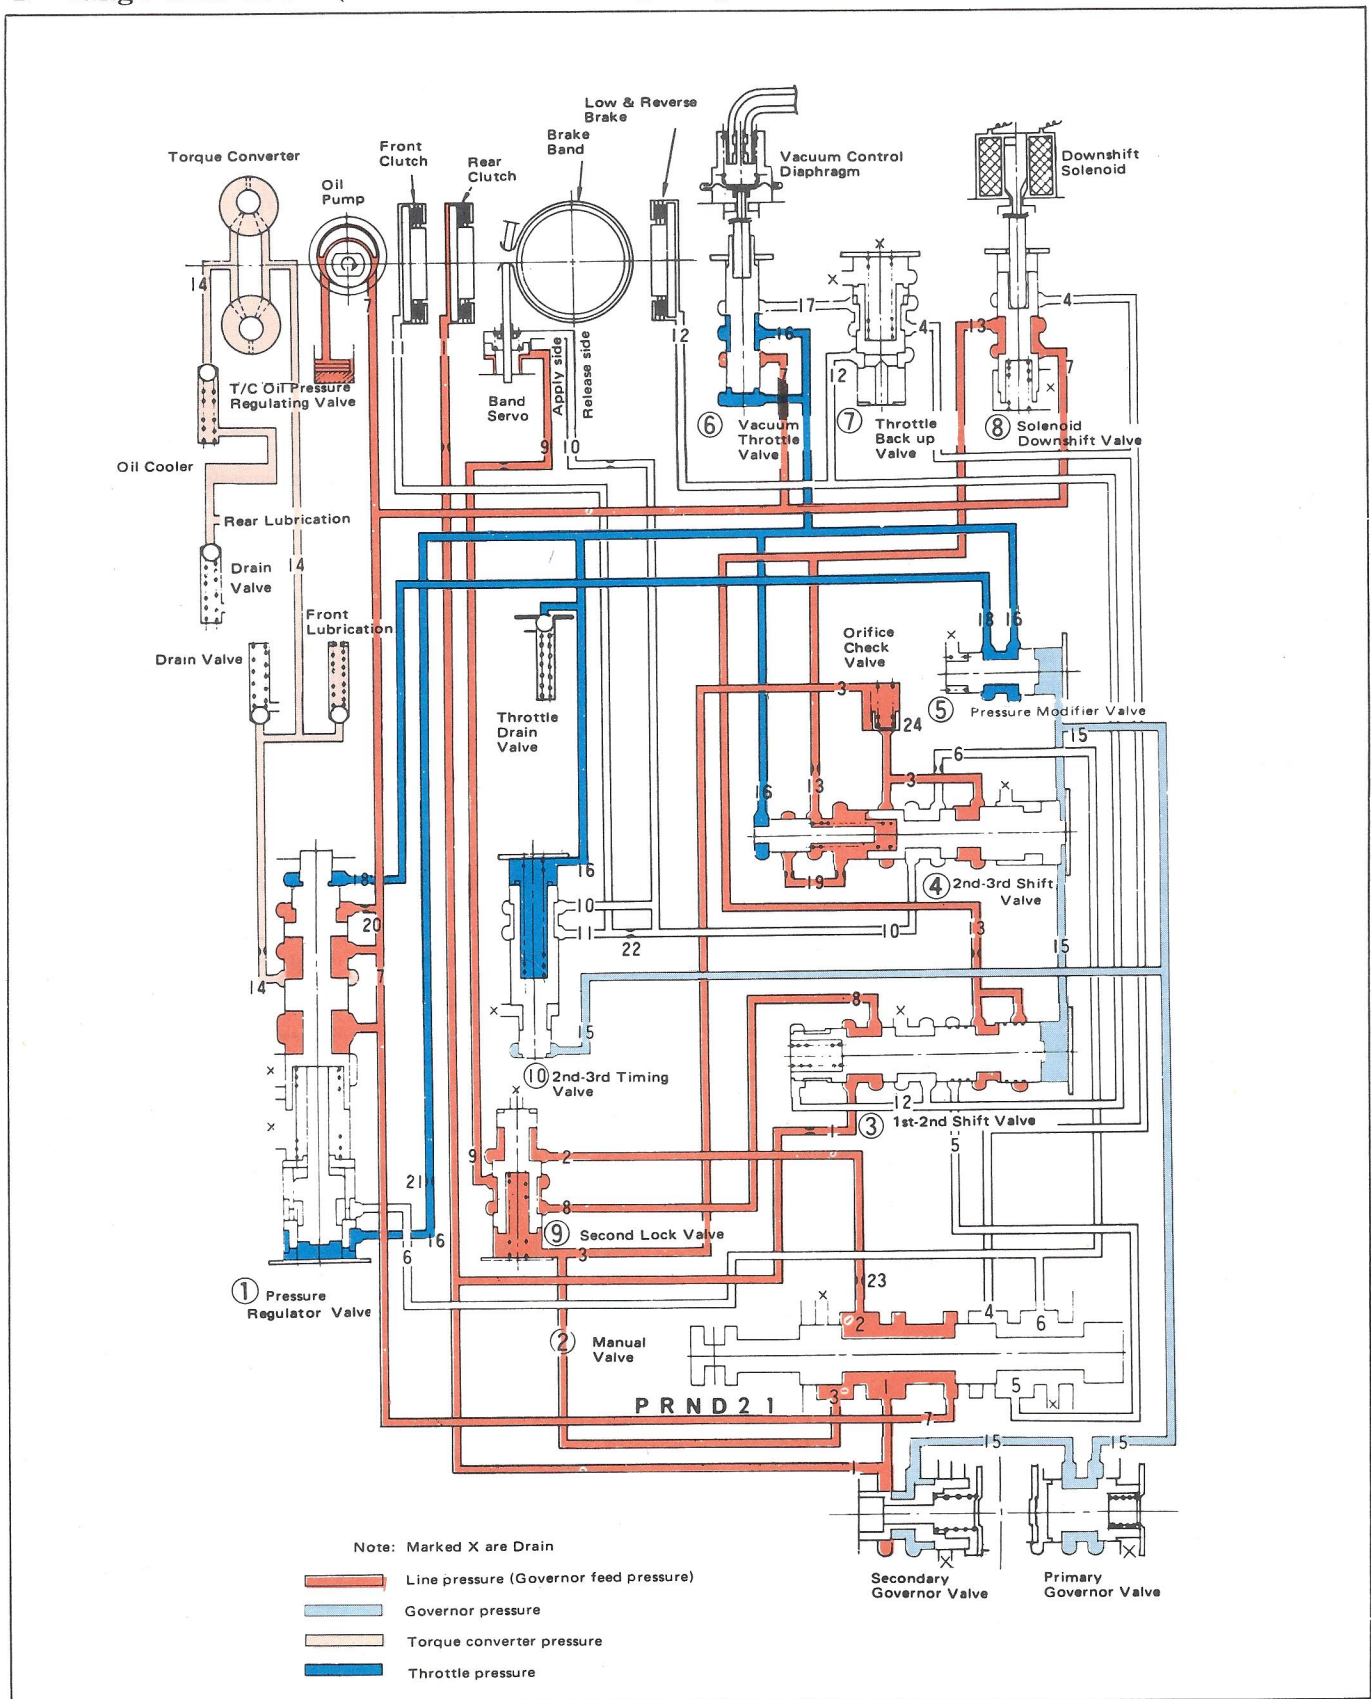 Low & Reverse
Brake
Brake
Band
Front
Clutch
Rear
Clutch
Torque Converter
Oil
Pump
Vacuum Control
Diaphragm
Downshift
Solenoid
14
7
11
1
12
17
16
7
4
12
13
4
7
Apply side
Release side
T/C Oil Pressure
Regulating Valve
Band
Servo
9
10
6 Vacuum
Throttle
Valve
7 Throttle
Back up
Valve
8 Solenoid
Downshift Valve
Oil Cooler
Rear Lubrication
Drain
Valve
14
Front
Lubrication
Drain Valve
Throttle
Drain
Valve
Orifice
Check
Valve
18
16
5 Pressure Modifier Valve
3
24
15
6
3
16
13
19
4 2nd-3rd Shift
Valve
18
20
16
10
11
22
10
13
15
14
7
8
15
10 2nd-3rd Timing
Valve
12
3 1st-2nd Shift Valve
1
5
9
2
8
21
16
6
9 Second Lock Valve
3
23
1 Pressure
Regulator Valve
2 Manual
Valve
2
4
6
3
1
5
7
P R N D 2 1
15
15
1
Secondary
Governor Valve
Primary
Governor Valve
Note: Marked X are Drain
Line pressure (Governor feed pressure)
Governor pressure
Torque converter pressure
Throttle pressure